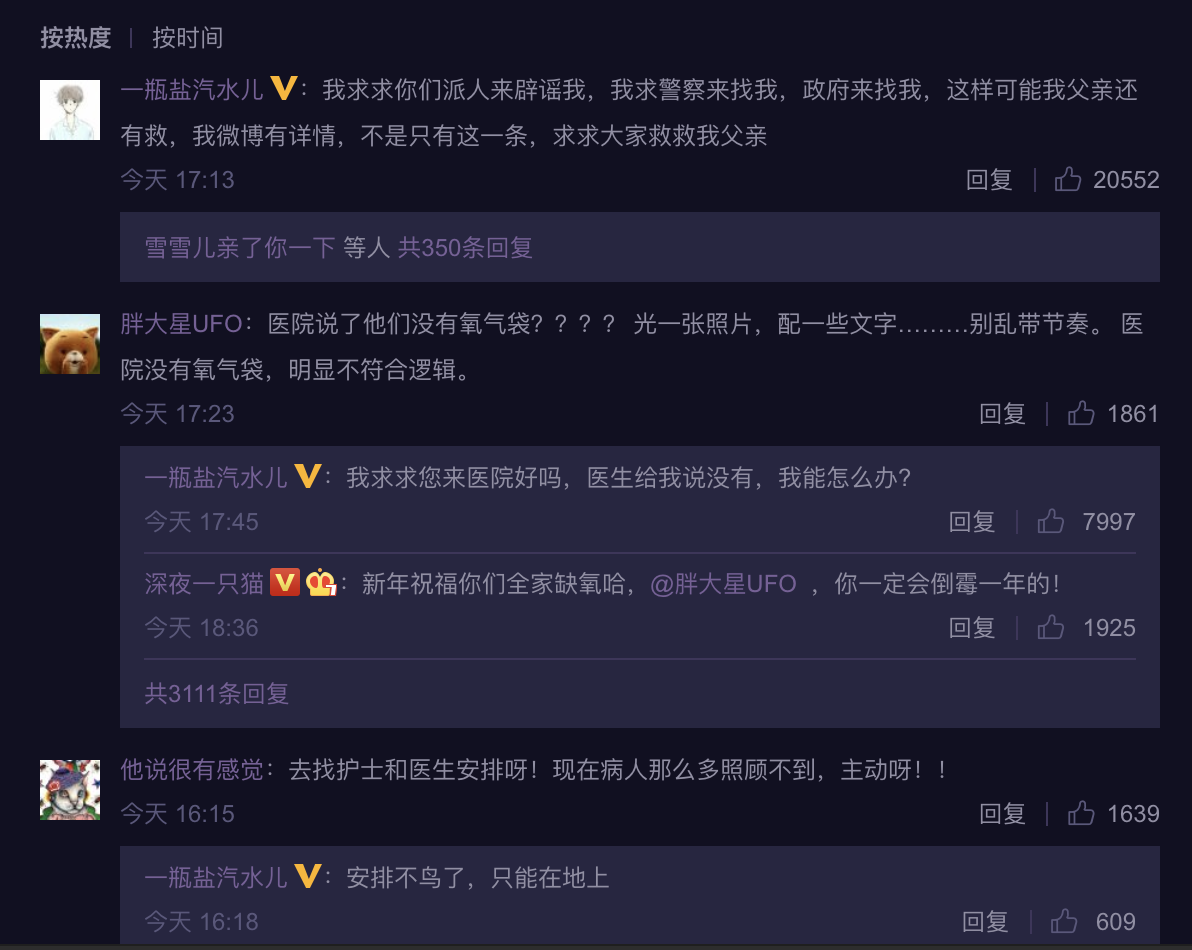 按热度 | 按时间
一瓶盐汽水儿 V：我求求你们派人来辟谣我，我求警察来找我，政府来找我，这样可能我父亲还
有救，我微博有详情，不是只有这一条，求求大家救救我父亲
今天 17:13 回复 | 20552
雪雪儿亲了你一下 等人 共350条回复
胖大星UFO：医院说了他们没有氧气袋？？？？ 光一张照片，配一些文字………别乱带节奏。 医
院没有氧气袋，明显不符合逻辑。
今天 17:23 回复 | 1861
一瓶盐汽水儿 V：我求求您来医院好吗，医生给我说没有，我能怎么办?
今天 17:45 回复 | 7997
深夜一只猫 V 7：新年祝福你们全家缺氧哈，@胖大星UFO ，你一定会倒霉一年的！
今天 18:36 回复 | 1925
共3111条回复
他说很有感觉：去找护士和医生安排呀！现在病人那么多照顾不到，主动呀！！
今天 16:15 回复 | 1639
一瓶盐汽水儿 V：安排不鸟了，只能在地上
今天 16:18 回复 | 609